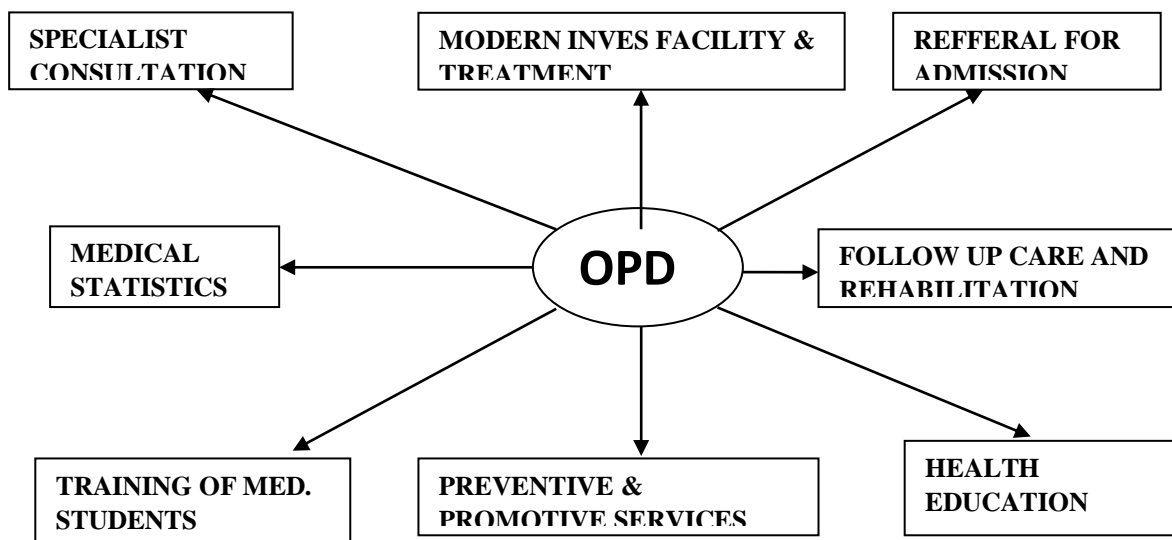 SPECIALIST
CONSULTATION
MODERN INVES FACILITY &
TREATMENT
REFFERAL FOR
ADMISSION
MEDICAL
STATISTICS
OPD
FOLLOW UP CARE AND
REHABILITATION
TRAINING OF MED.
STUDENTS
PREVENTIVE &
PROMOTIVE SERVICES
HEALTH
EDUCATION